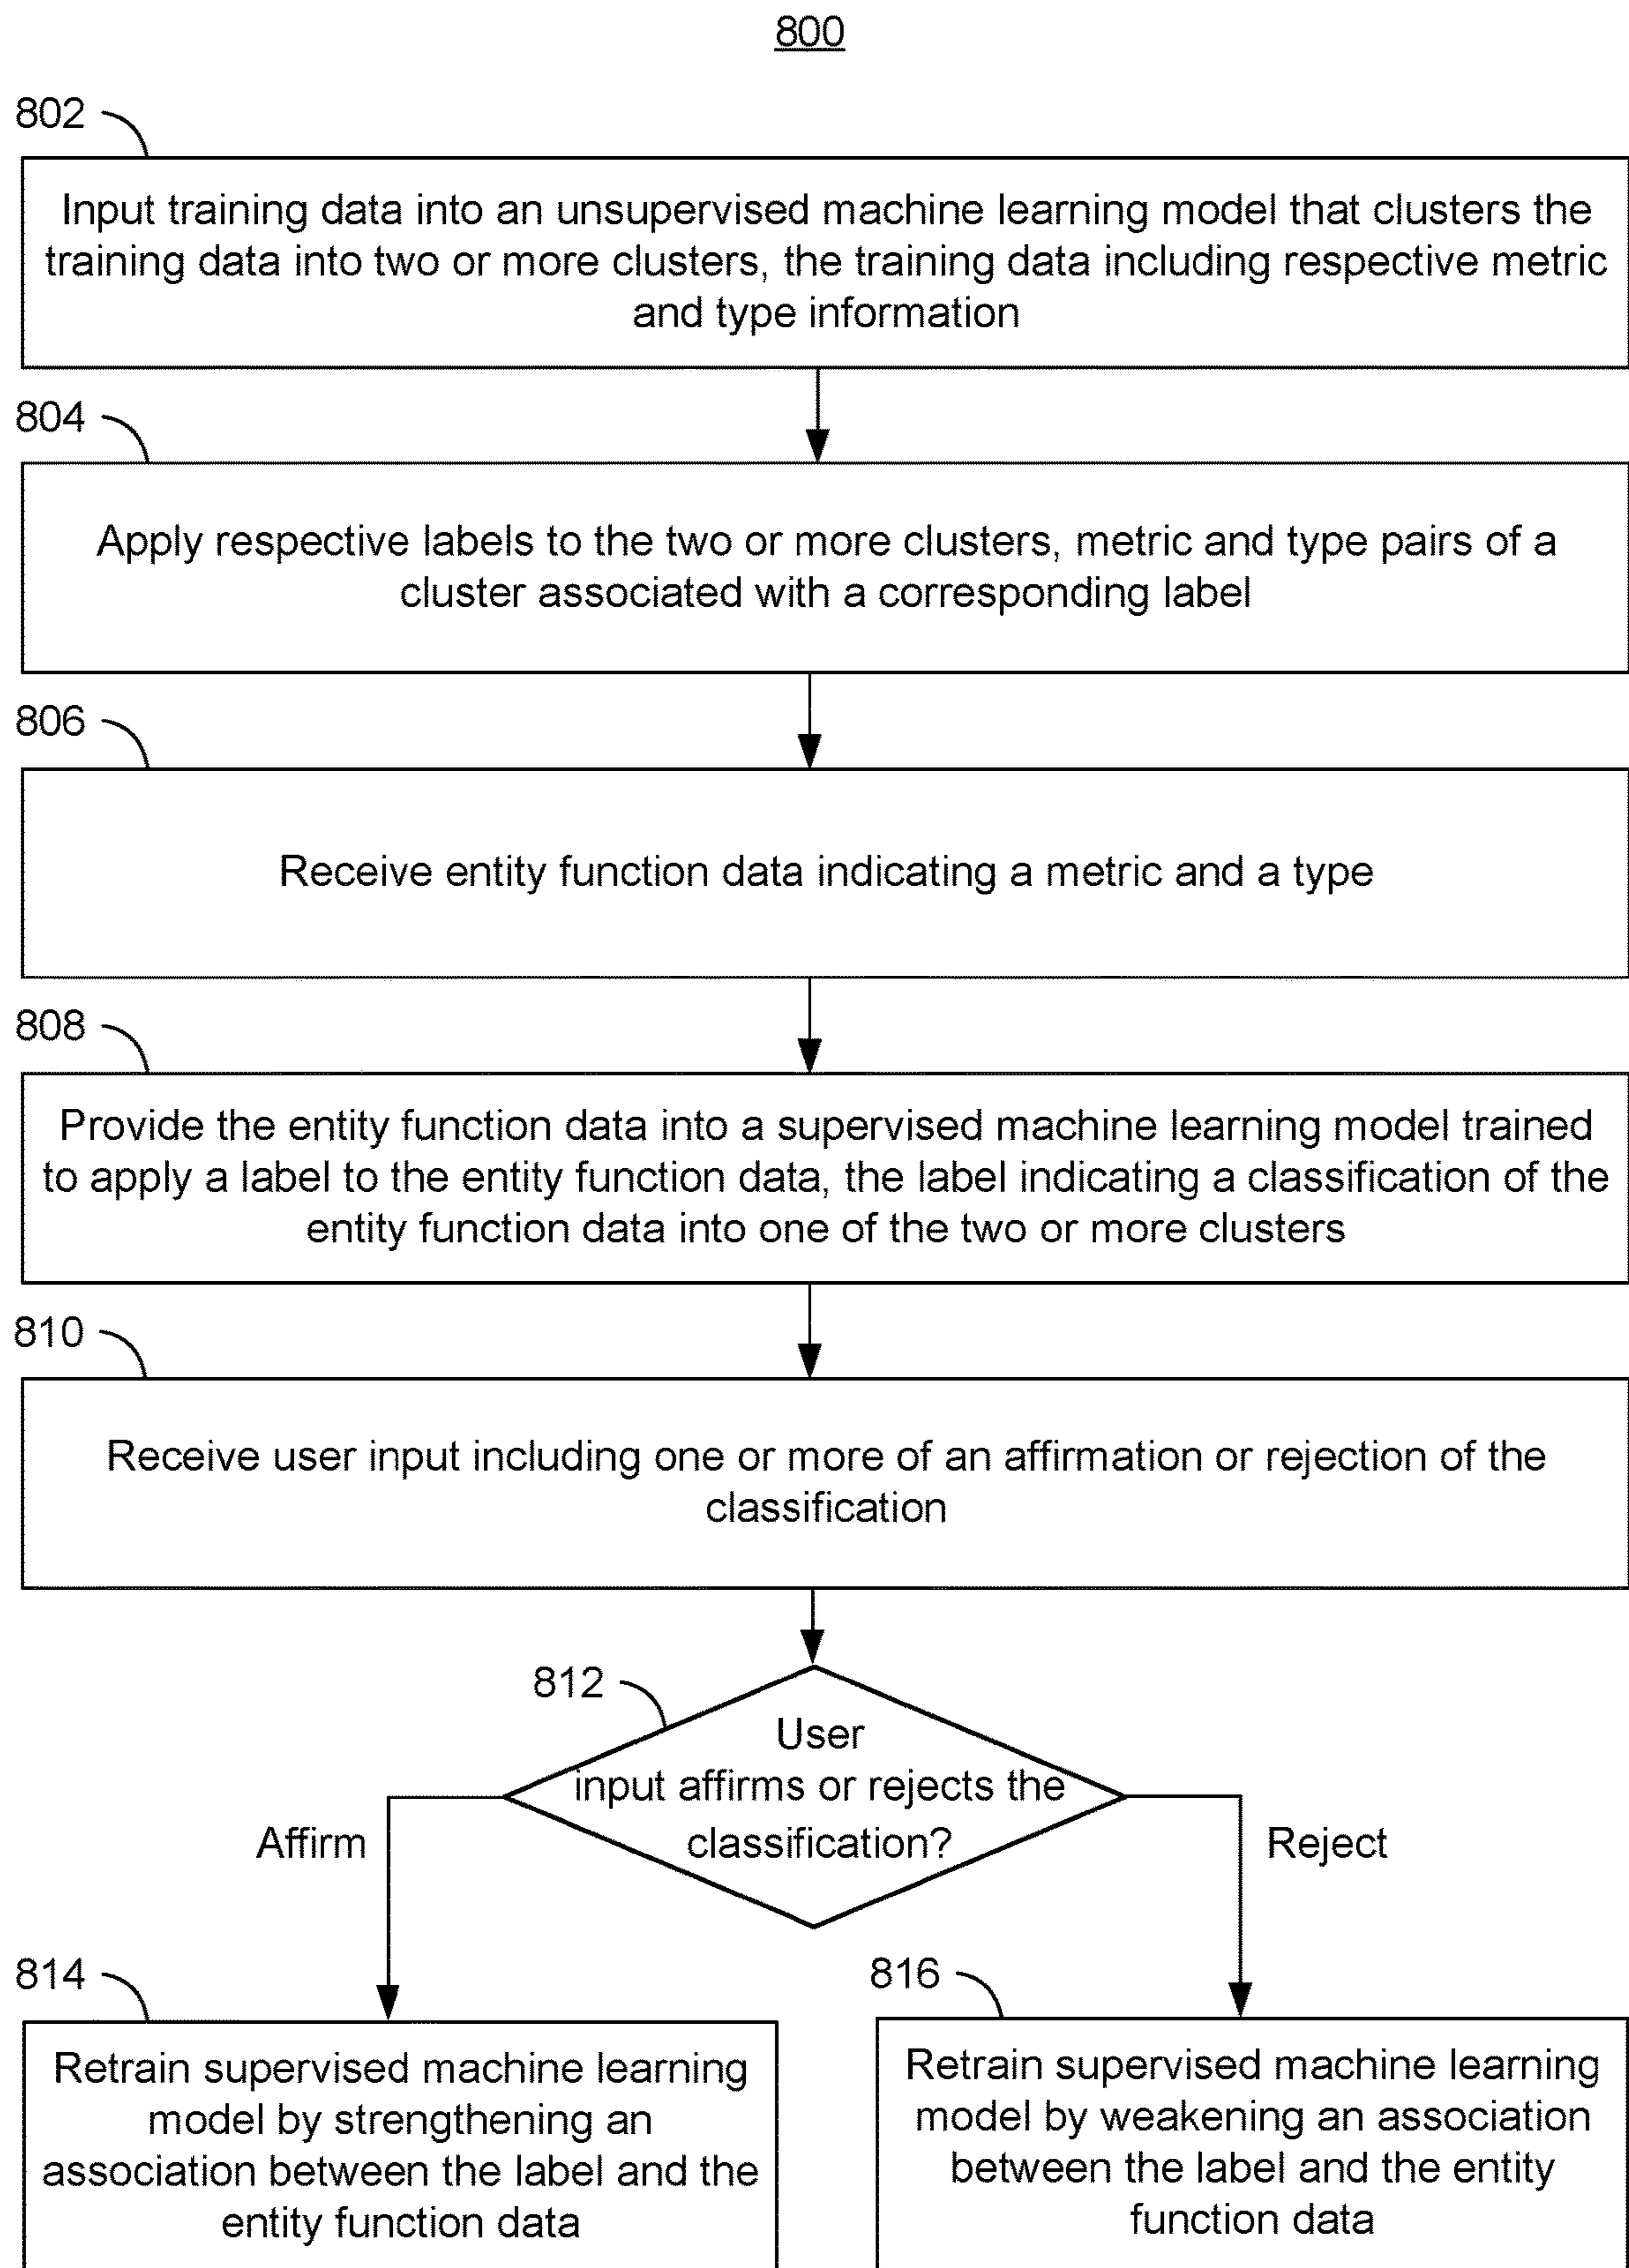 800
802
Input training data into an unsupervised machine learning model that clusters the
training data into two or more clusters, the training data including respective metric
and type information
804
Apply respective labels to the two or more clusters, metric and type pairs of a
cluster associated with a corresponding label
806
Receive entity function data indicating a metric and a type
808
Provide the entity function data into a supervised machine learning model trained
to apply a label to the entity function data, the label indicating a classification of the
entity function data into one of the two or more clusters
810
Receive user input including one or more of an affirmation or rejection of the
classification
812
User
input affirms or rejects the
classification?
Affirm
Reject
814
Retrain supervised machine learning
model by strengthening an
association between the label and the
entity function data
816
Retrain supervised machine learning
model by weakening an association
between the label and the entity
function data